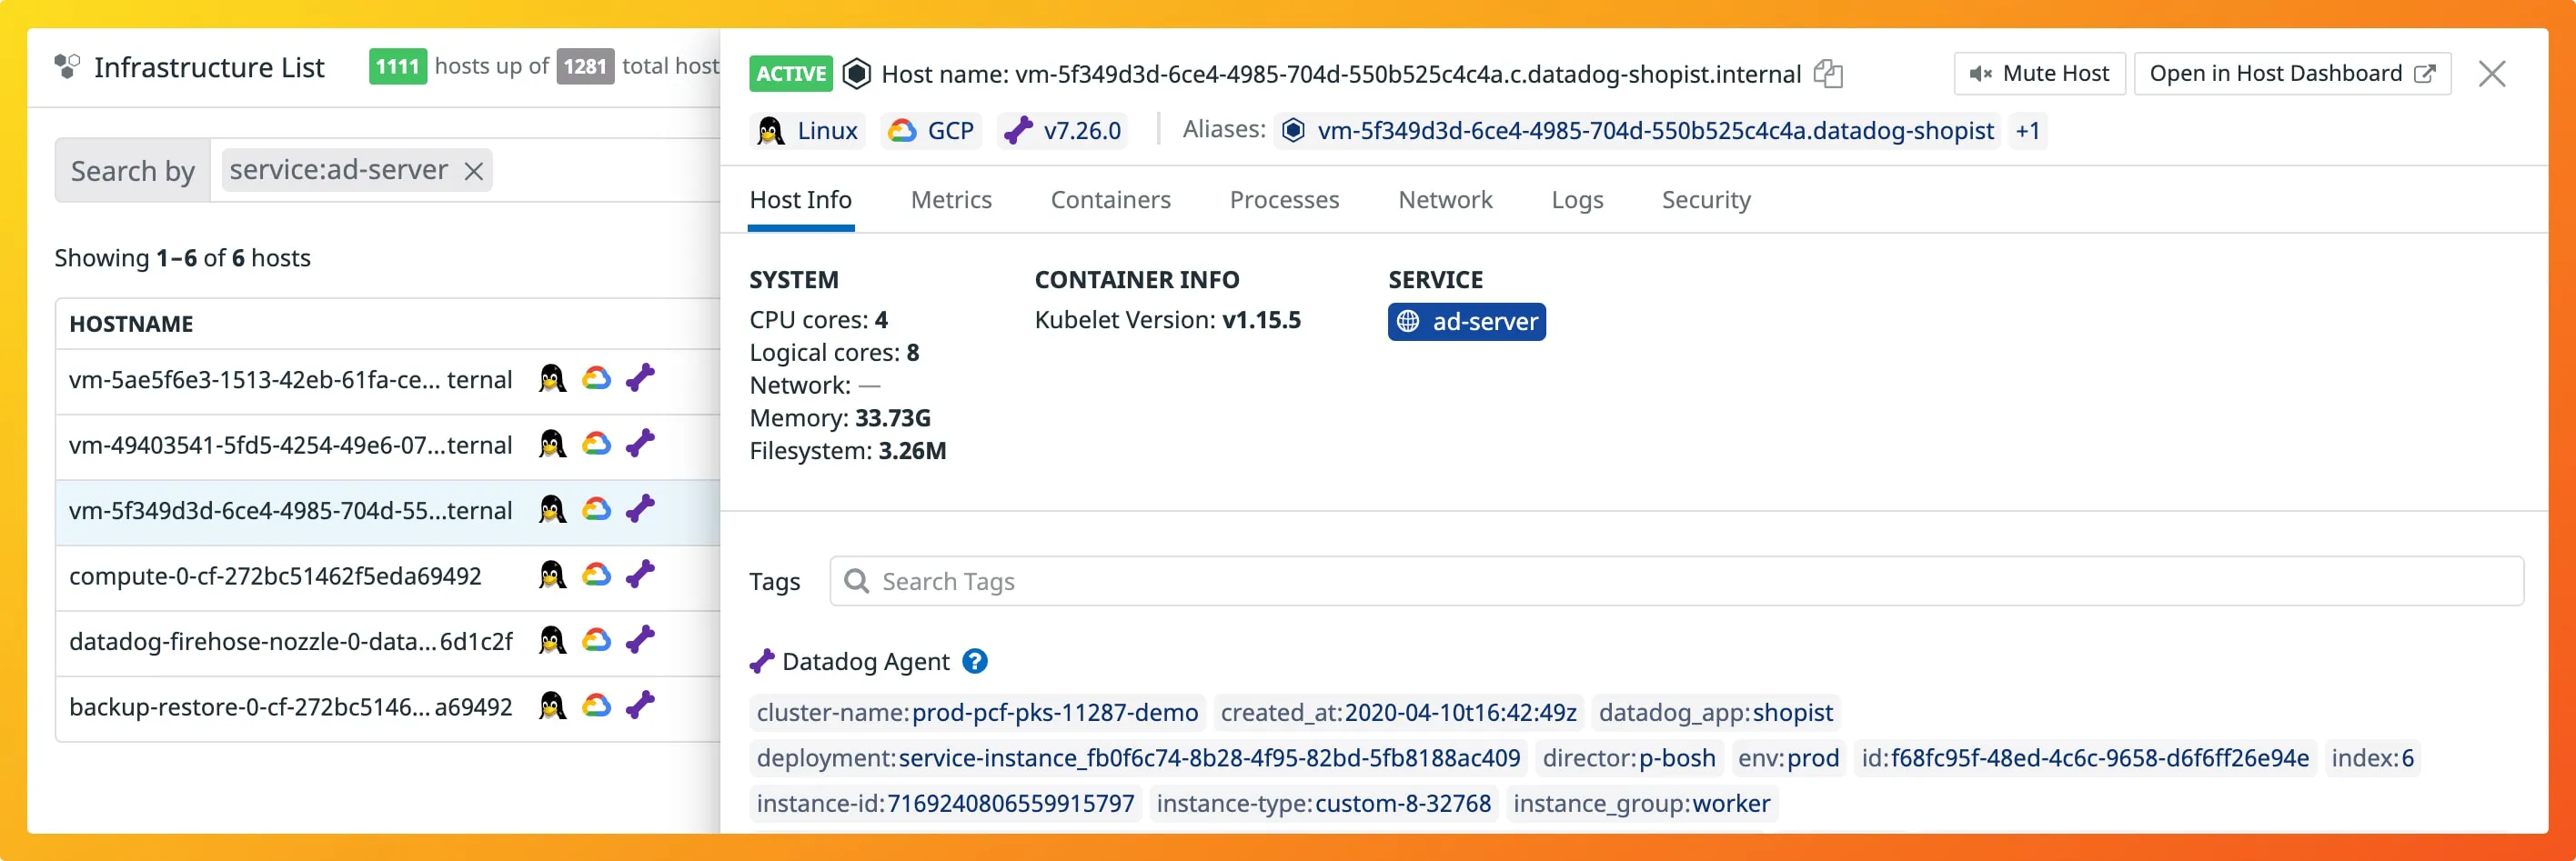 Infrastructure List 1111 hosts up of 1281 total host
Search by service:ad-server
Showing 1–6 of 6 hosts
HOSTNAME
vm-5ae5f6e3-1513-42eb-61fa-ce... ternal
vm-49403541-5fd5-4254-49e6-07...ternal
vm-5f349d3d-6ce4-4985-704d-55...ternal
compute-0-cf-272bc51462f5eda69492
datadog-firehose-nozzle-0-data...6d1c2f
backup-restore-0-cf-272bc5146... a69492
ACTIVE Host name: vm-5f349d3d-6ce4-4985-704d-550b525c4c4a.c.datadog-shopist.internal Mute Host Open in Host Dashboard
Linux GCP v7.26.0 Aliases: vm-5f349d3d-6ce4-4985-704d-550b525c4c4a.datadog-shopist +1
Host Info Metrics Containers Processes Network Logs Security
SYSTEM
CPU cores: 4
Logical cores: 8
Network: —
Memory: 33.73G
Filesystem: 3.26M
CONTAINER INFO
Kubelet Version: v1.15.5
SERVICE
ad-server
Tags Search Tags
Datadog Agent ?
cluster-name:prod-pcf-pks-11287-demo created_at:2020-04-10t16:42:49z datadog_app:shopist
deployment:service-instance_fb0f6c74-8b28-4f95-82bd-5fb8188ac409 director:p-bosh env:prod id:f68fc95f-48ed-4c6c-9658-d6f6ff26e94e index:6
instance-id:7169240806559915797 instance-type:custom-8-32768 instance_group:worker